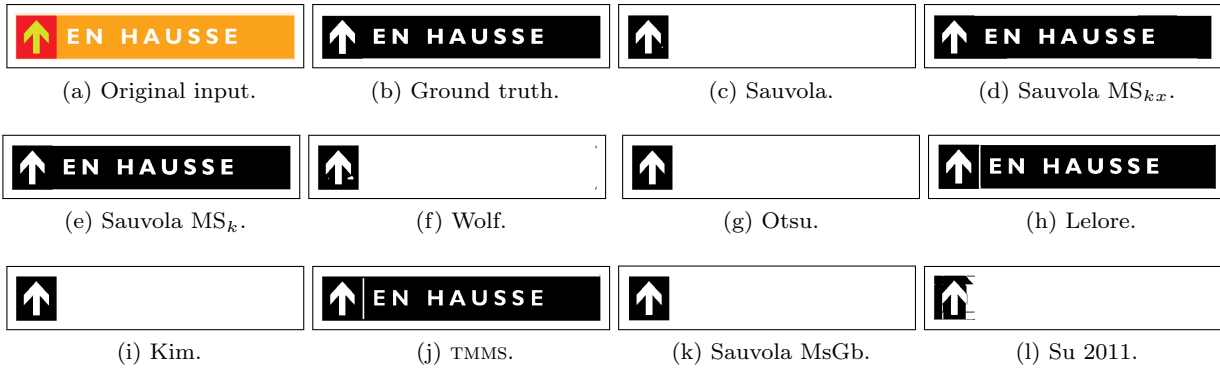 EN HAUSSE EN HAUSSE EN HAUSSE
(a) Original input. (b) Ground truth. (c) Sauvola. (d) Sauvola MSkx.
EN HAUSSE EN HAUSSE
(e) Sauvola MSk. (f) Wolf. (g) Otsu. (h) Lelore.
EN HAUSSE
(i) Kim. (j) TMMS. (k) Sauvola MsGb. (l) Su 2011.